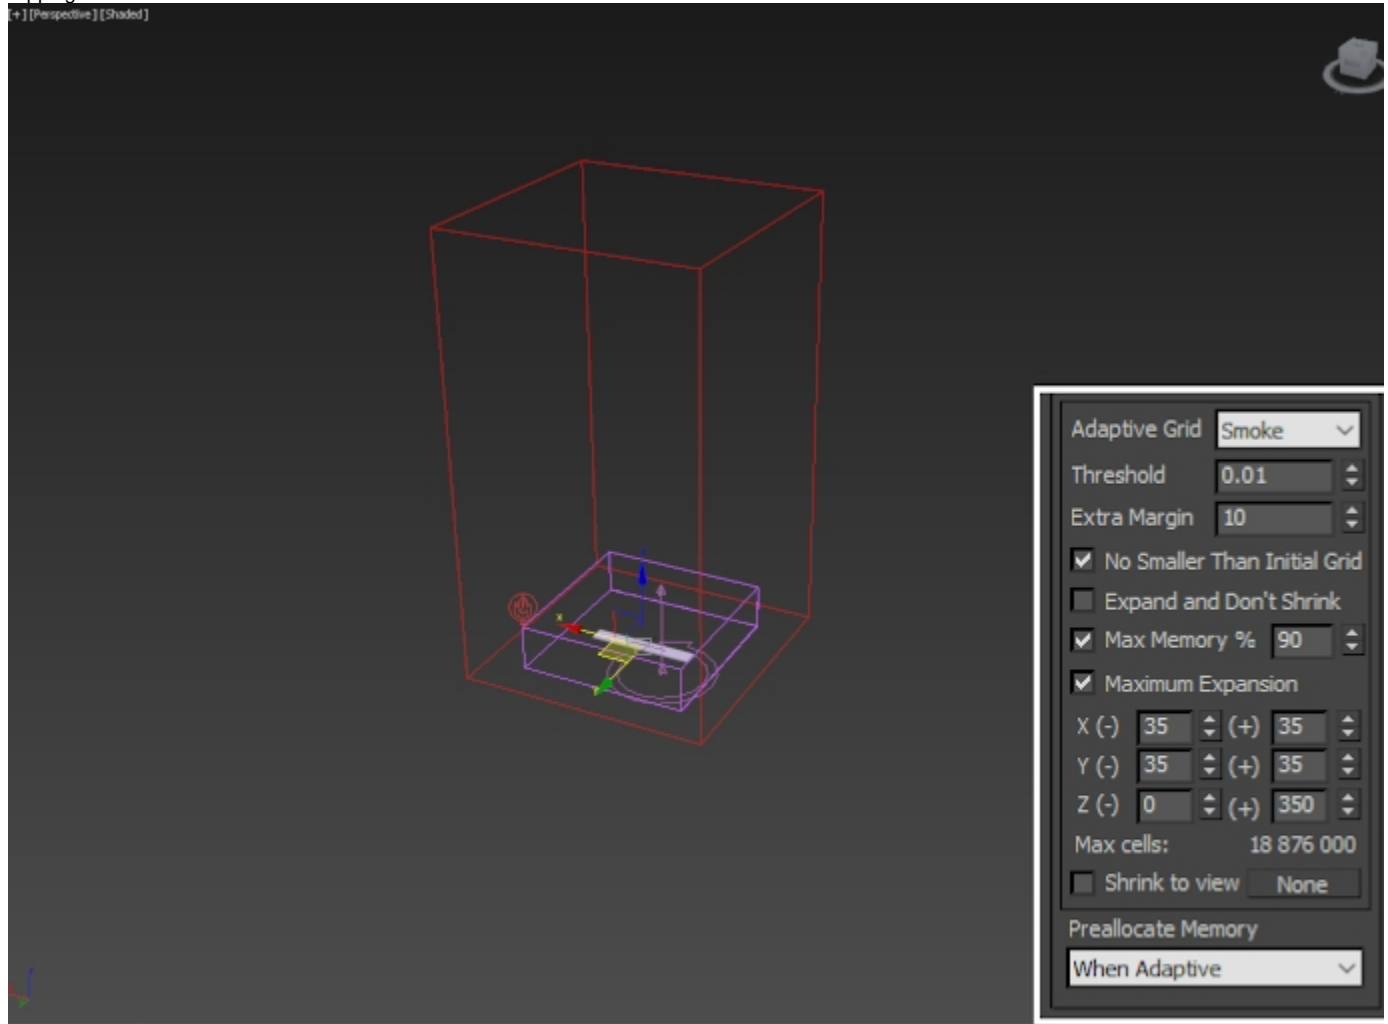 [+] [Perspective] [Shaded]
Adaptive Grid Smoke
Threshold 0.01
Extra Margin 10
No Smaller Than Initial Grid
Expand and Don't Shrink
Max Memory % 90
Maximum Expansion
X (-) 35 (+) 35
Y (-) 35 (+) 35
Z (-) 0 (+) 350
Max cells: 18 876 000
Shrink to view None
Preallocate Memory
When Adaptive
x